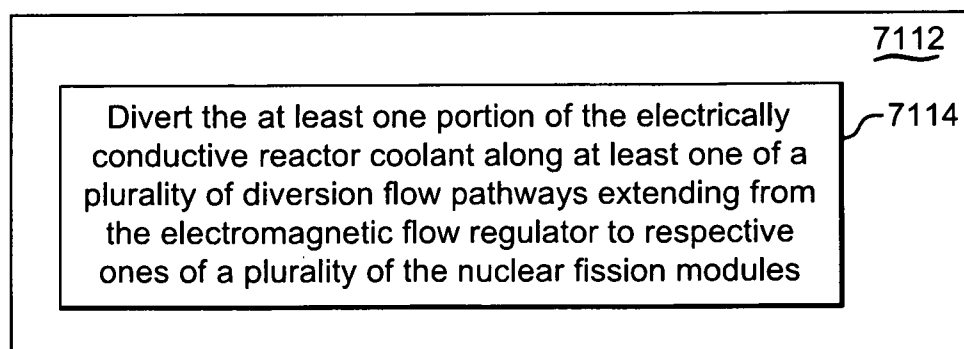 7112
Divert the at least one portion of the electrically
conductive reactor coolant along at least one of a
plurality of diversion flow pathways extending from
the electromagnetic flow regulator to respective
ones of a plurality of the nuclear fission modules
7114